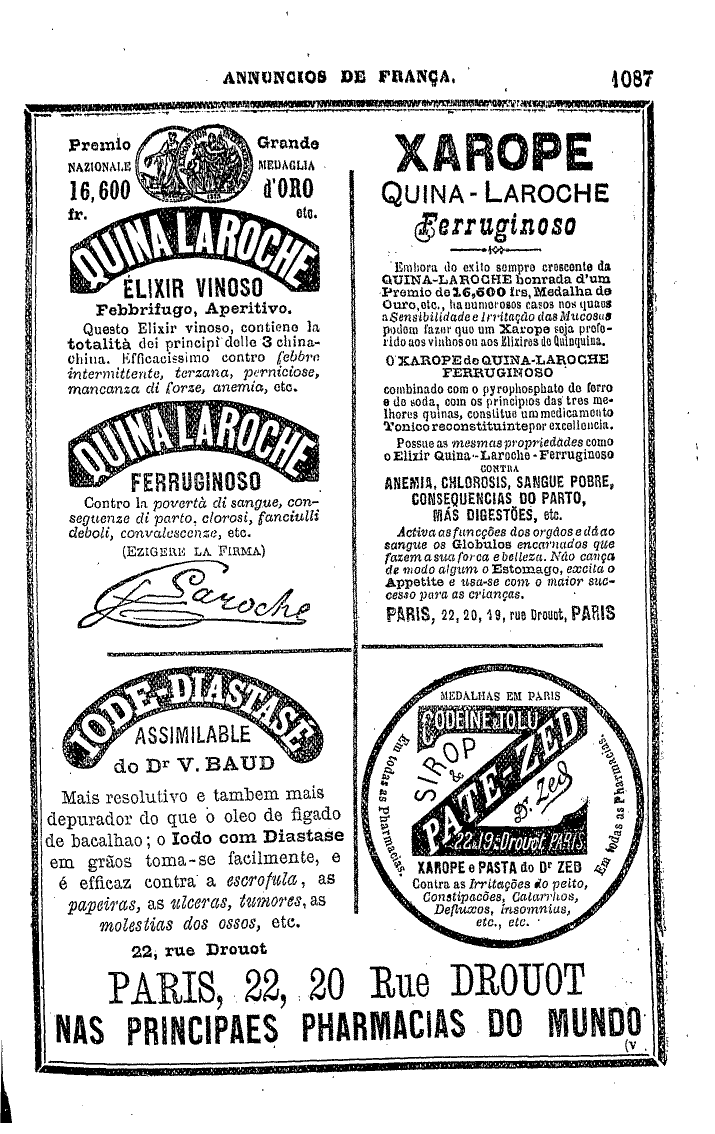 ANNUNCIOS DE FRANÇA.
1087
Premio
Grande
NAZIONALE
MEDAGLIA
16,600
d'ORO
fr.
etc.
QUINA LAROCHE
ÉLIXIR VINOSO
Febbrifugo, Aperitivo.
Questo Elixir vinoso, contiene la
totalità dei principî delle 3 china-
china. Efficacissimo contro febbre
intermittente, terzana, perniciose,
mancanza di forze, anemia, etc.
QUINA LAROCHE
FERRUGINOSO
Contro la povertà di sangue, con-
seguenze di parto, clorosi, fanciulli
deboli, convalescenze, etc.
(EZIGERE LA FIRMA)
Laroche
XAROPE
QUINA-LAROCHE
Ferruginoso
Embora do exito sempre crescente da
QUINA-LAROCHE honrada d'um
Premio de 16,600 frs, Medalha de
Ouro, etc., ha numerosos casos nos quaes
a Sensibilidade e Irritação das Mucosas
podem fazer que um Xarope seja prefe-
rido aos vinhos ou aos Elixires de Quinquina.
O XAROPE de QUINA-LAROCHE
FERRUGINOSO
combinado com o pyrophosphato de ferro
e de soda, com os principios das tres me-
lhores quinas, constitue um medicamento
Tonico reconstituinte por excellencia.
Possue as mesmas propriedades como
o Elixir Quina-Laroche-Ferruginoso
CONTRA
ANEMIA, CHLOROSIS, SANGUE POBRE,
CONSEQUENCIAS DO PARTO,
MÁS DIGESTÕES, etc.
Activa as funcções dos orgãos e dá ao
sangue os Globulos encarnados que
fazem a sua forca e belleza. Não cança
de modo algum o Estomago, excita o
Appetite e usa-se com o maior suc-
cesso para as crianças.
PARIS, 22, 20, 19, rue Drouot, PARIS
IODE-DIASTASÉ
ASSIMILABLE
do Dr V. BAUD
Mais resolutivo e tambem mais
depurador do que o oleo de figado
de bacalhao; o Iodo com Diastase
em grãos toma-se facilmente, e
é efficaz contra a escrofula, as
papeiras, as ulceras, tumores, as
molestias dos ossos, etc.
22, rue Drouot
MEDALHAS EM PARIS
Em todas as Pharmacias.
CODEINE TOLU
SIROP
&
PATE-ZED
Dr. Zed
22.19.Drouot PARIS
Em todas as Pharmacias.
XAROPE e PASTA do Dr ZED
Contra as Irritações do peito,
Constipacões, Catarrhos,
Defluxos, Insomnias,
etc., etc.
PARIS, 22, 20 Rue DROUOT
NAS PRINCIPAES PHARMACIAS DO MUNDO
(v